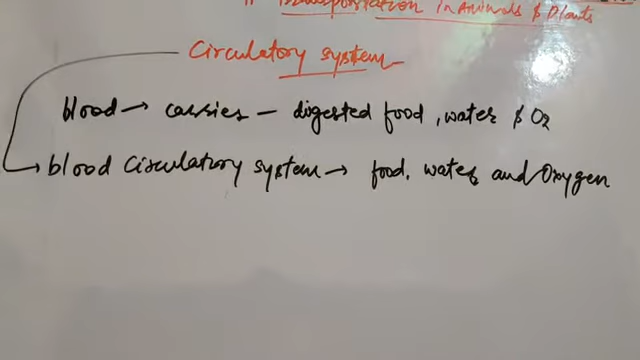 Transportation in Animals & Plants
Circulatory system
blood → carries – digested food, water & O2
→ blood circulatory system → food, water and Oxygen